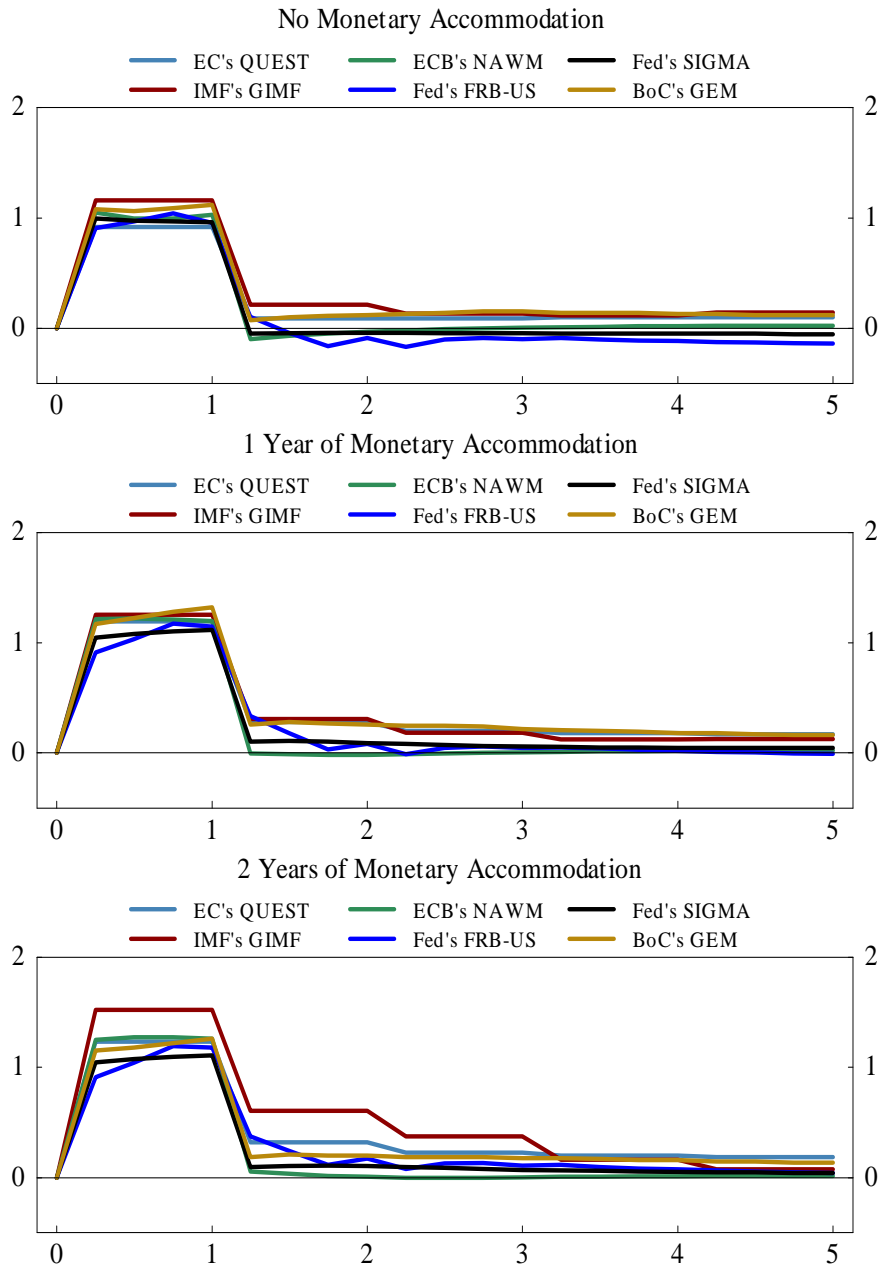 No Monetary Accommodation
EC's QUEST ECB's NAWM Fed's SIGMA
IMF's GIMF Fed's FRB-US BoC's GEM
2 2
1 1
0 0
0 1 2 3 4 5
1 Year of Monetary Accommodation
EC's QUEST ECB's NAWM Fed's SIGMA
IMF's GIMF Fed's FRB-US BoC's GEM
2 2
1 1
0 0
0 1 2 3 4 5
2 Years of Monetary Accommodation
EC's QUEST ECB's NAWM Fed's SIGMA
IMF's GIMF Fed's FRB-US BoC's GEM
2 2
1 1
0 0
0 1 2 3 4 5